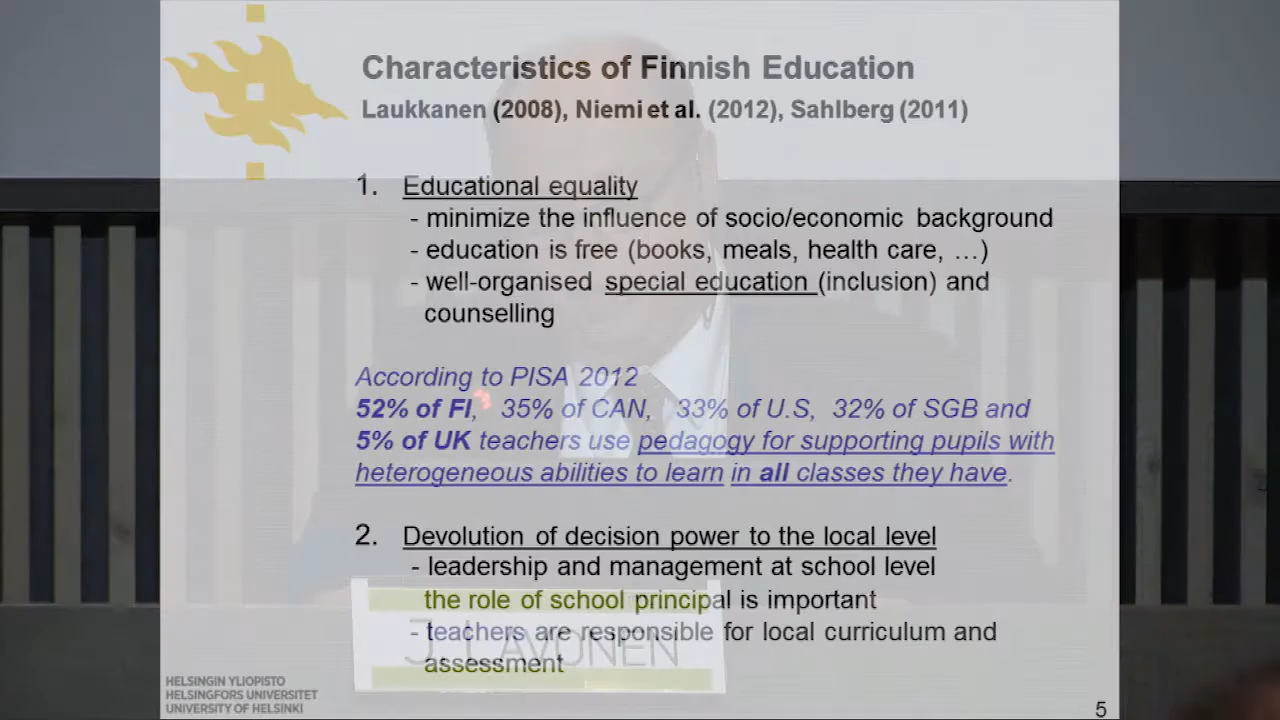 Characteristics of Finnish Education
Laukkanen (2008), Niemi et al. (2012), Sahlberg (2011)
1. Educational equality
- minimize the influence of socio/economic background
- education is free (books, meals, health care, …)
- well-organised special education (inclusion) and
counselling
According to PISA 2012
52% of FI, 35% of CAN, 33% of U.S, 32% of SGB and
5% of UK teachers use pedagogy for supporting pupils with
heterogeneous abilities to learn in all classes they have.
2. Devolution of decision power to the local level
- leadership and management at school level
the role of school principal is important
- teachers are responsible for local curriculum and
assessment
J. LAVONEN
HELSINGIN YLIOPISTO
HELSINGFORS UNIVERSITET
UNIVERSITY OF HELSINKI
5